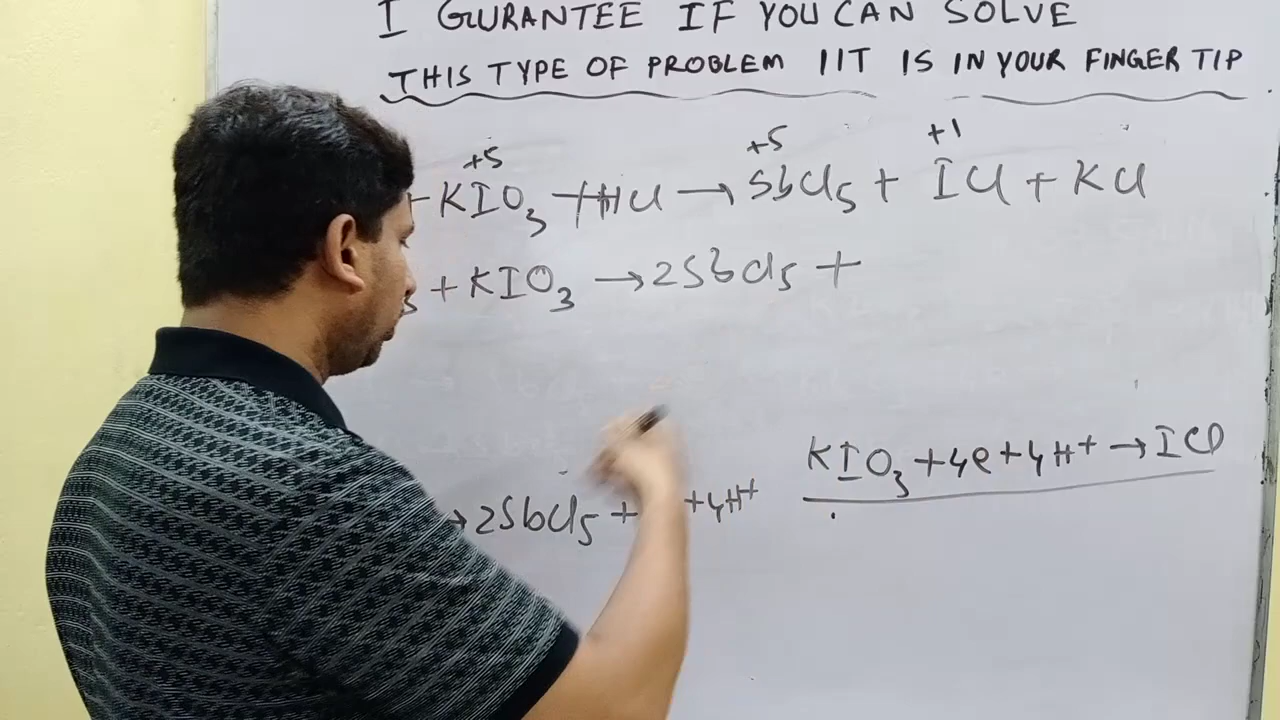 I GURANTEE IF YOU CAN SOLVE
THIS TYPE OF PROBLEM IIT IS IN YOUR FINGER TIP
+5 +5 +1
+ KIO3 + HCl → SbCl5 + ICl + KCl
3 + KIO3 → 2SbCl5 +
KIO3 + 4e + 4H+ → ICl
→ 2SbCl5 + + 4H+